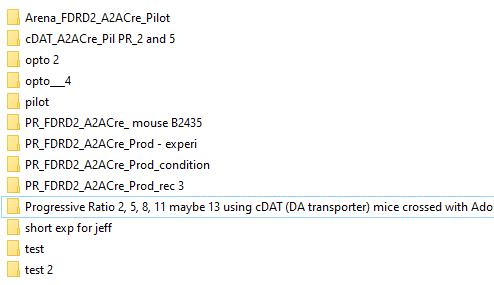 Arena_FDRD2_A2ACre_Pilot
cDAT_A2ACre_Pil PR_2 and 5
opto 2
opto___4
pilot
PR_FDRD2_A2ACre_ mouse B2435
PR_FDRD2_A2ACre_Prod - experi
PR_FDRD2_A2ACre_Prod_condition
PR_FDRD2_A2ACre_Prod_rec 3
Progressive Ratio 2, 5, 8, 11 maybe 13 using cDAT (DA transporter) mice crossed with Ado
short exp for jeff
test
test 2